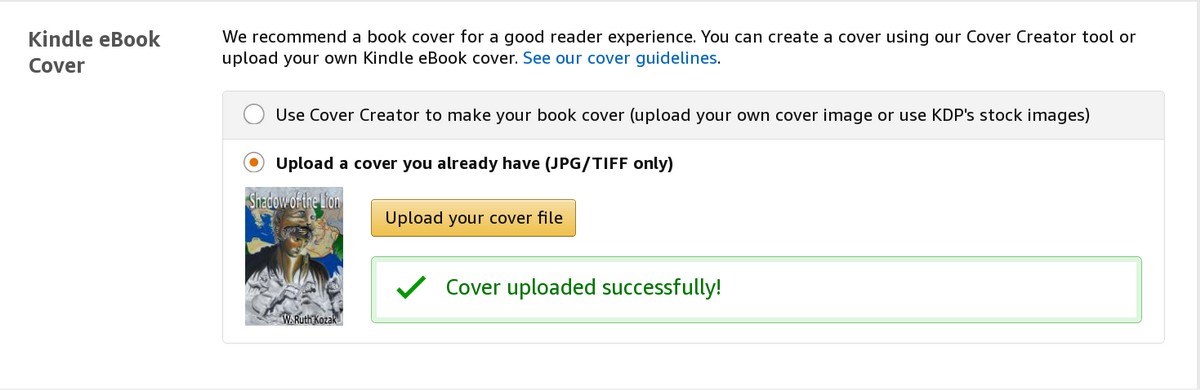 Kindle eBook
Cover
We recommend a book cover for a good reader experience. You can create a cover using our Cover Creator tool or
upload your own Kindle eBook cover. See our cover guidelines.
Use Cover Creator to make your book cover (upload your own cover image or use KDP's stock images)
Upload a cover you already have (JPG/TIFF only)
Shadow of the Lion
W. Ruth Kozak
Upload your cover file
Cover uploaded successfully!